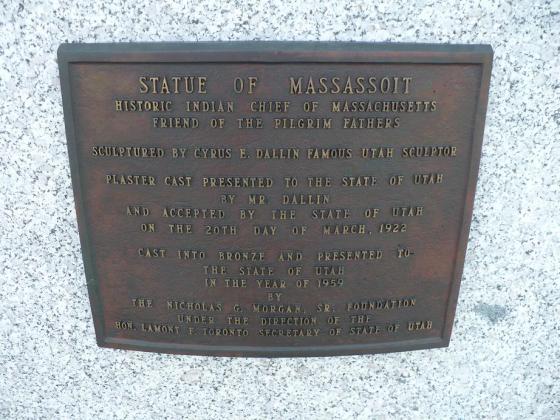 STATUE OF MASSASSOIT
HISTORIC INDIAN CHIEF OF MASSACHUSETTS
FRIEND OF THE PILGRIM FATHERS
SCULPTURED BY CYRUS E. DALLIN FAMOUS UTAH SCULPTOR
PLASTER CAST PRESENTED TO THE STATE OF UTAH
BY MR. DALLIN
AND ACCEPTED BY THE STATE OF UTAH
ON THE 20TH DAY OF MARCH, 1922
CAST INTO BRONZE AND PRESENTED TO
THE STATE OF UTAH
IN THE YEAR OF 1959
BY
THE NICHOLAS G. MORGAN, SR. FOUNDATION
UNDER THE DIRECTION OF THE
HON. LAMONT F. TORONTO SECRETARY OF STATE OF UTAH